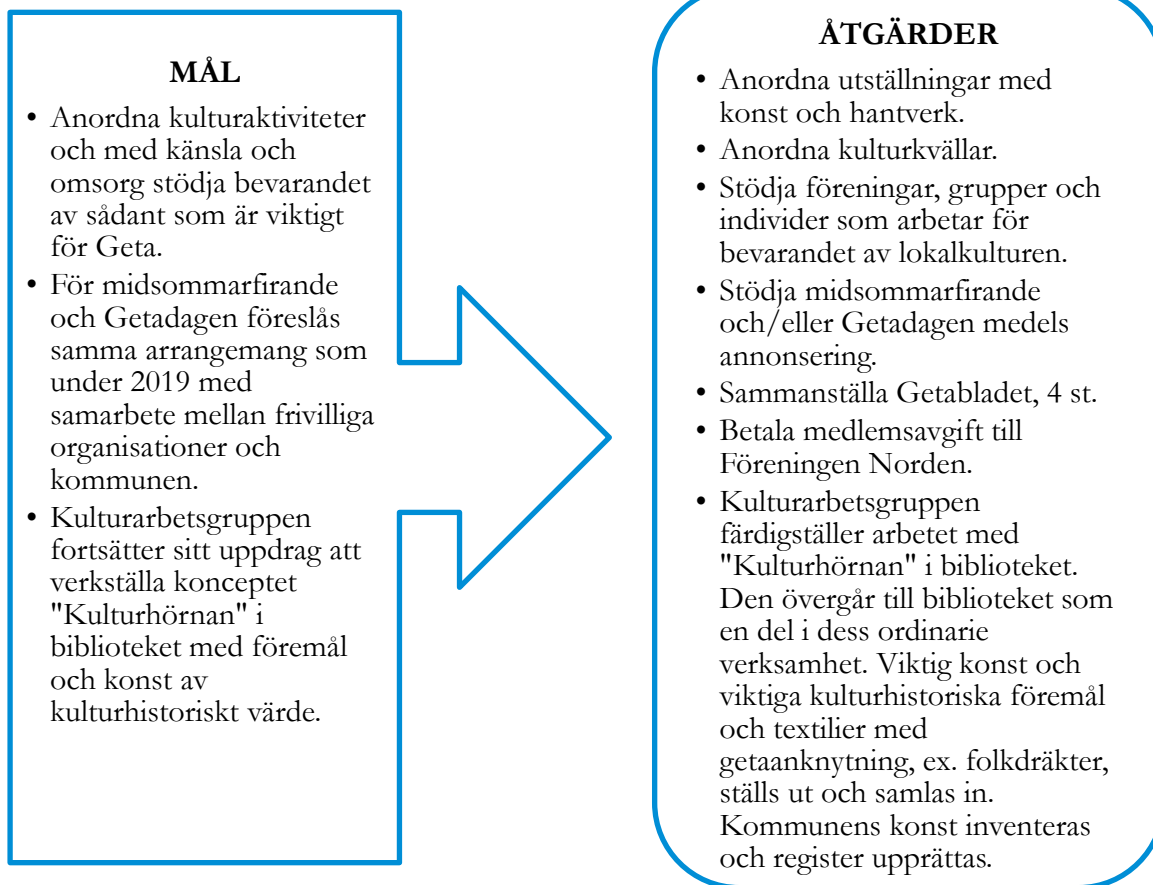 MÅL
• Anordna kulturaktiviteter
och med känsla och
omsorg stödja bevarandet
av sådant som är viktigt
för Geta.
• För midsommarfirande
och Getadagen föreslås
samma arrangemang som
under 2019 med
samarbete mellan frivilliga
organisationer och
kommunen.
• Kulturarbetsgruppen
fortsätter sitt uppdrag att
verkställa konceptet
"Kulturhörnan" i
biblioteket med föremål
och konst av
kulturhistoriskt värde.
ÅTGÄRDER
• Anordna utställningar med
konst och hantverk.
• Anordna kulturkvällar.
• Stödja föreningar, grupper och
individer som arbetar för
bevarandet av lokalkulturen.
• Stödja midsommarfirande
och/eller Getadagen medels
annonsering.
• Sammanställa Getabladet, 4 st.
• Betala medlemsavgift till
Föreningen Norden.
• Kulturarbetsgruppen
färdigställer arbetet med
"Kulturhörnan" i biblioteket.
Den övergår till biblioteket som
en del i dess ordinarie
verksamhet. Viktig konst och
viktiga kulturhistoriska föremål
och textilier med
getaanknytning, ex. folkdräkter,
ställs ut och samlas in.
Kommunens konst inventeras
och register upprättas.